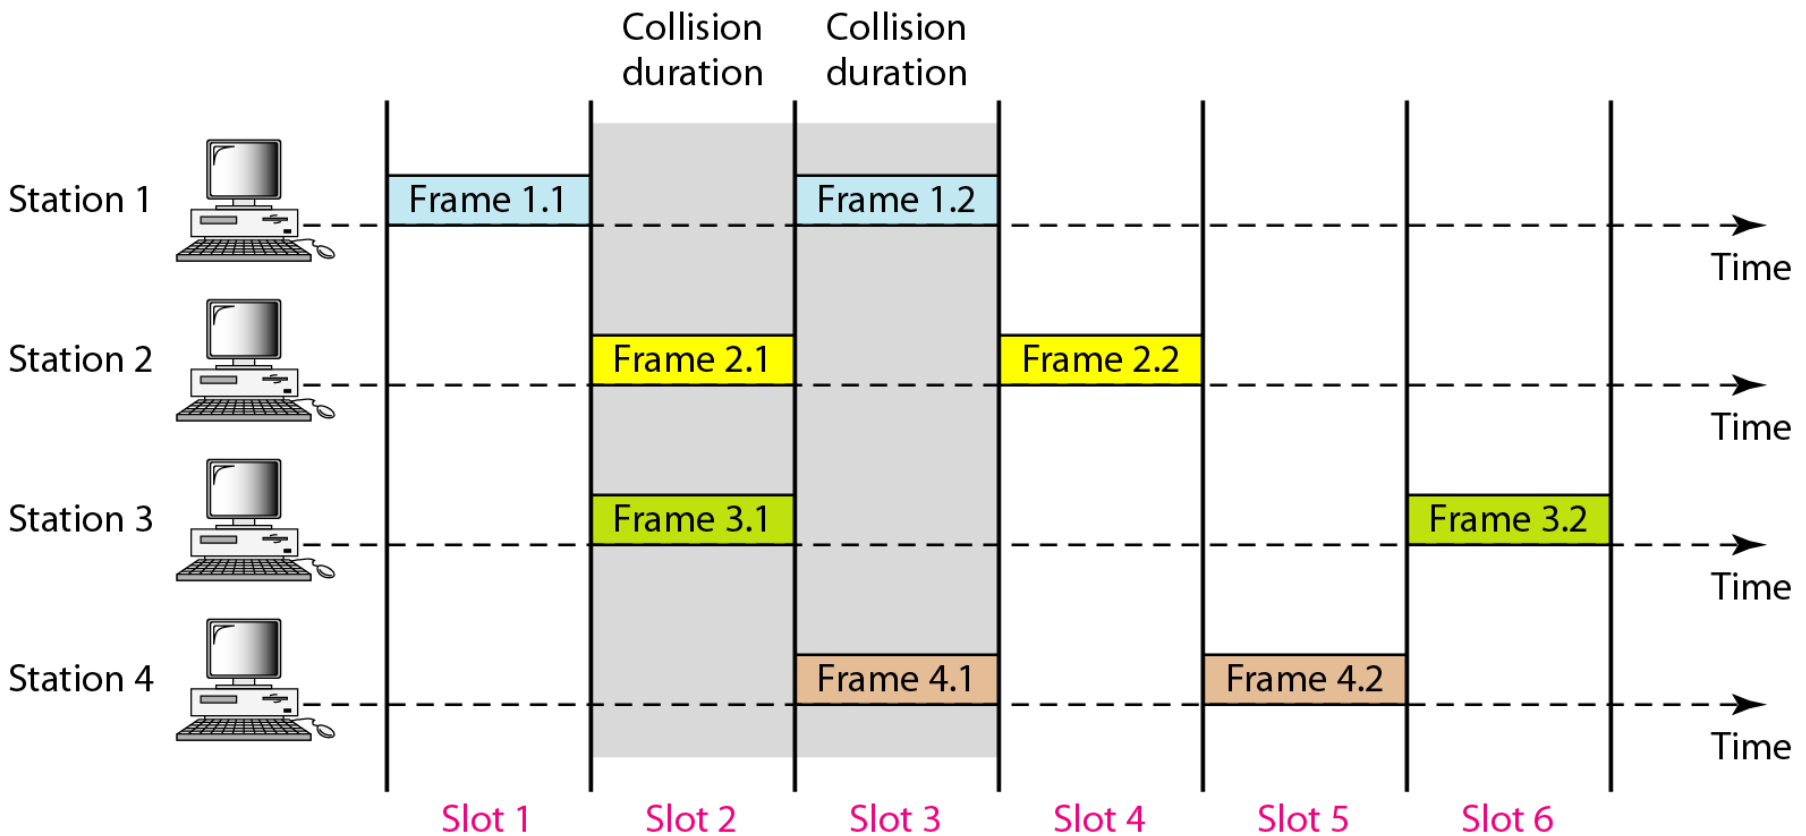 Collision duration
Collision duration
Station 1
Frame 1.1
Frame 1.2
Time
Station 2
Frame 2.1
Frame 2.2
Time
Station 3
Frame 3.1
Frame 3.2
Time
Station 4
Frame 4.1
Frame 4.2
Time
Slot 1
Slot 2
Slot 3
Slot 4
Slot 5
Slot 6